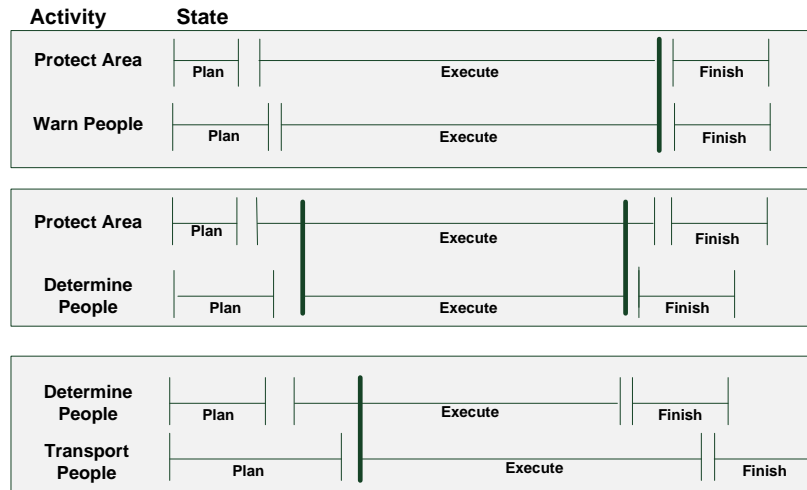 Activity State
Protect Area
Plan Execute Finish
Warn People
Plan Execute Finish
Protect Area
Plan Execute Finish
Determine
People
Plan Execute Finish
Determine
People
Plan Execute Finish
Transport
People
Plan Execute Finish